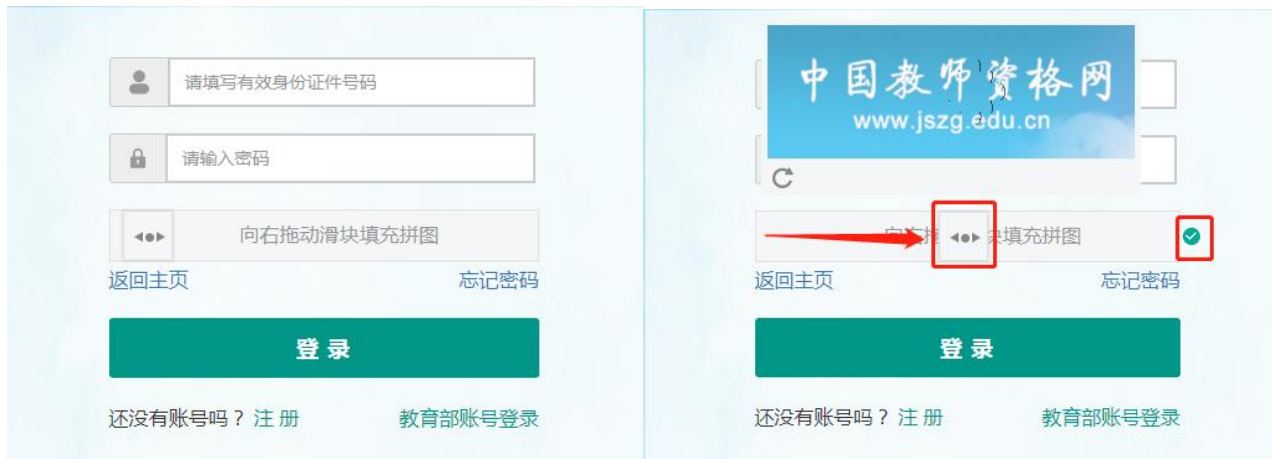 请填写有效身份证件号码
请输入密码
向右拖动滑块填充拼图
返回主页
忘记密码
登 录
还没有账号吗？注 册
教育部账号登录
中国教师资格网
www.jszg.edu.cn
块填充拼图
返回主页
忘记密码
登 录
还没有账号吗？注 册
教育部账号登录